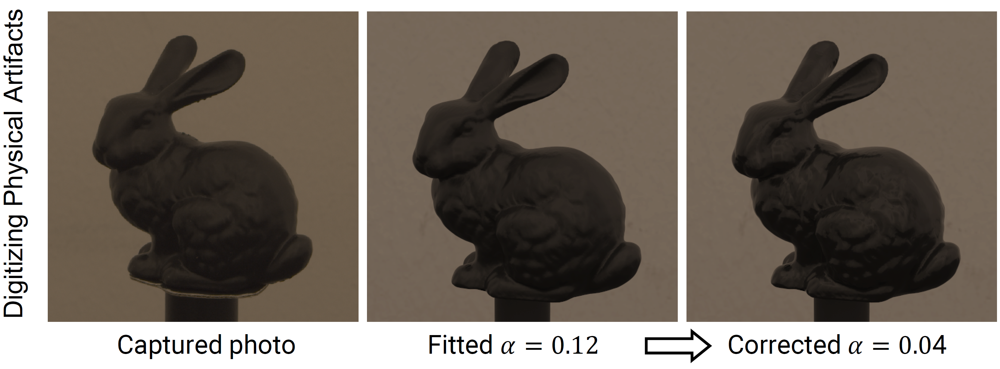 Digitizing Physical Artifacts
Captured photo
Fitted α = 0.12
Corrected α = 0.04